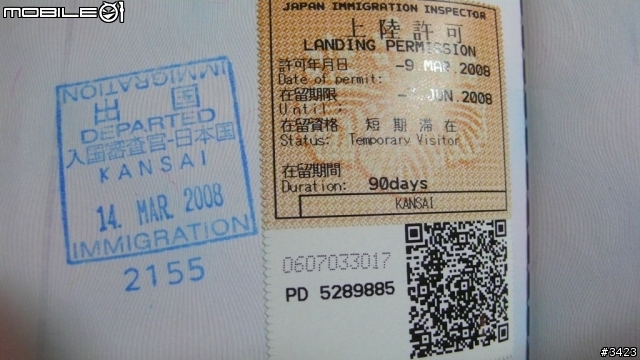 MOBILE01
IMMIGRATION
出 国
DEPARTED
入国審査官-日本国
KANSAI
14. MAR. 2008
IMMIGRATION
2155
JAPAN IMMIGRATION INSPECTOR
上陸許可
LANDING PERMISSION
許可年月日 -9. MAR. 2008
Date of permit:
在留期限 JUN. 2008
Until :
在留資格 短期滞在
Status: Temporary Visitor
在留期間
Duration: 90days
KANSAI
0607033017
PD 5289885
#3423